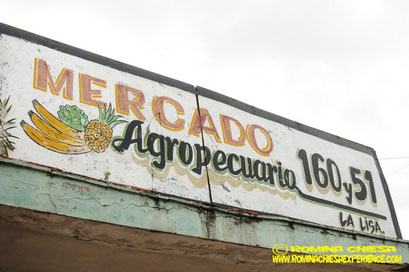 MERCADO
Agropecuario 160 y 51
LA LISA.
© ROMINA CHIESA
WWW.ROMINACHIESAEXPERIENCE.COM